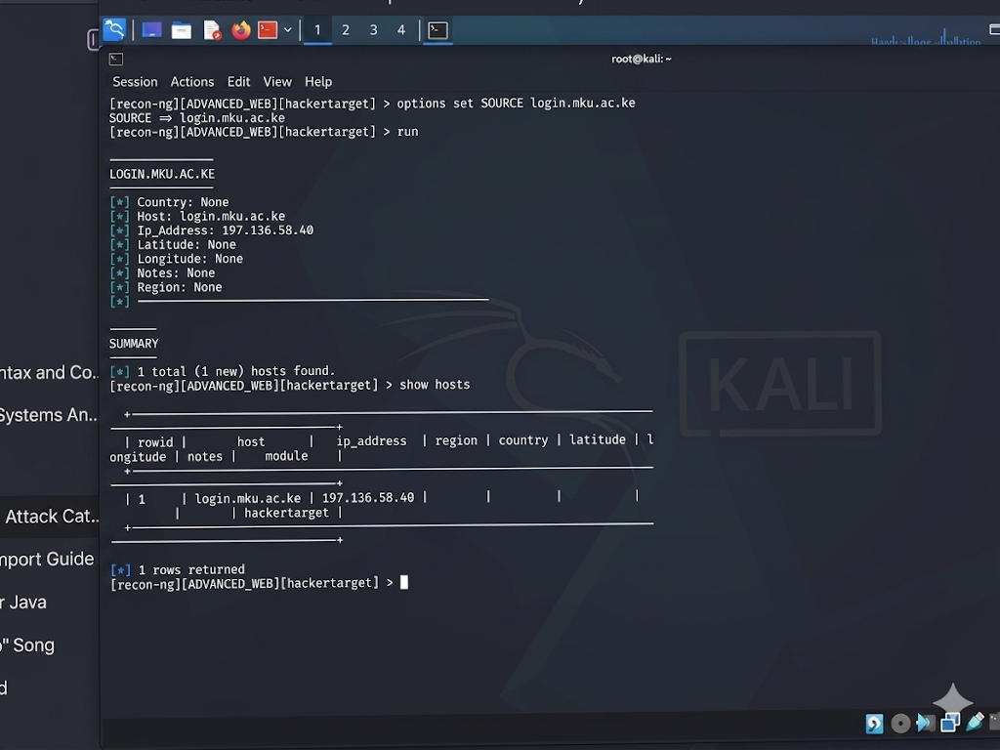 1 2 3 4
root@kali: ~
Session Actions Edit View Help
[recon-ng][ADVANCED_WEB][hackertarget] > options set SOURCE login.mku.ac.ke
SOURCE ⇒ login.mku.ac.ke
[recon-ng][ADVANCED_WEB][hackertarget] > run
LOGIN.MKU.AC.KE
[*] Country: None
[*] Host: login.mku.ac.ke
[*] Ip_Address: 197.136.58.40
[*] Latitude: None
[*] Longitude: None
[*] Notes: None
[*] Region: None
[*]
SUMMARY
[*] 1 total (1 new) hosts found.
[recon-ng][ADVANCED_WEB][hackertarget] > show hosts
| rowid | host | ip_address | region | country | latitude | l
ongitude | notes | module |
| 1 | login.mku.ac.ke | 197.136.58.40 | | | |
| | hackertarget |
[*] 1 rows returned
[recon-ng][ADVANCED_WEB][hackertarget] >
KALI
ntax and Co..
Systems An..
Attack Cat..
mport Guide
r Java
" Song
d